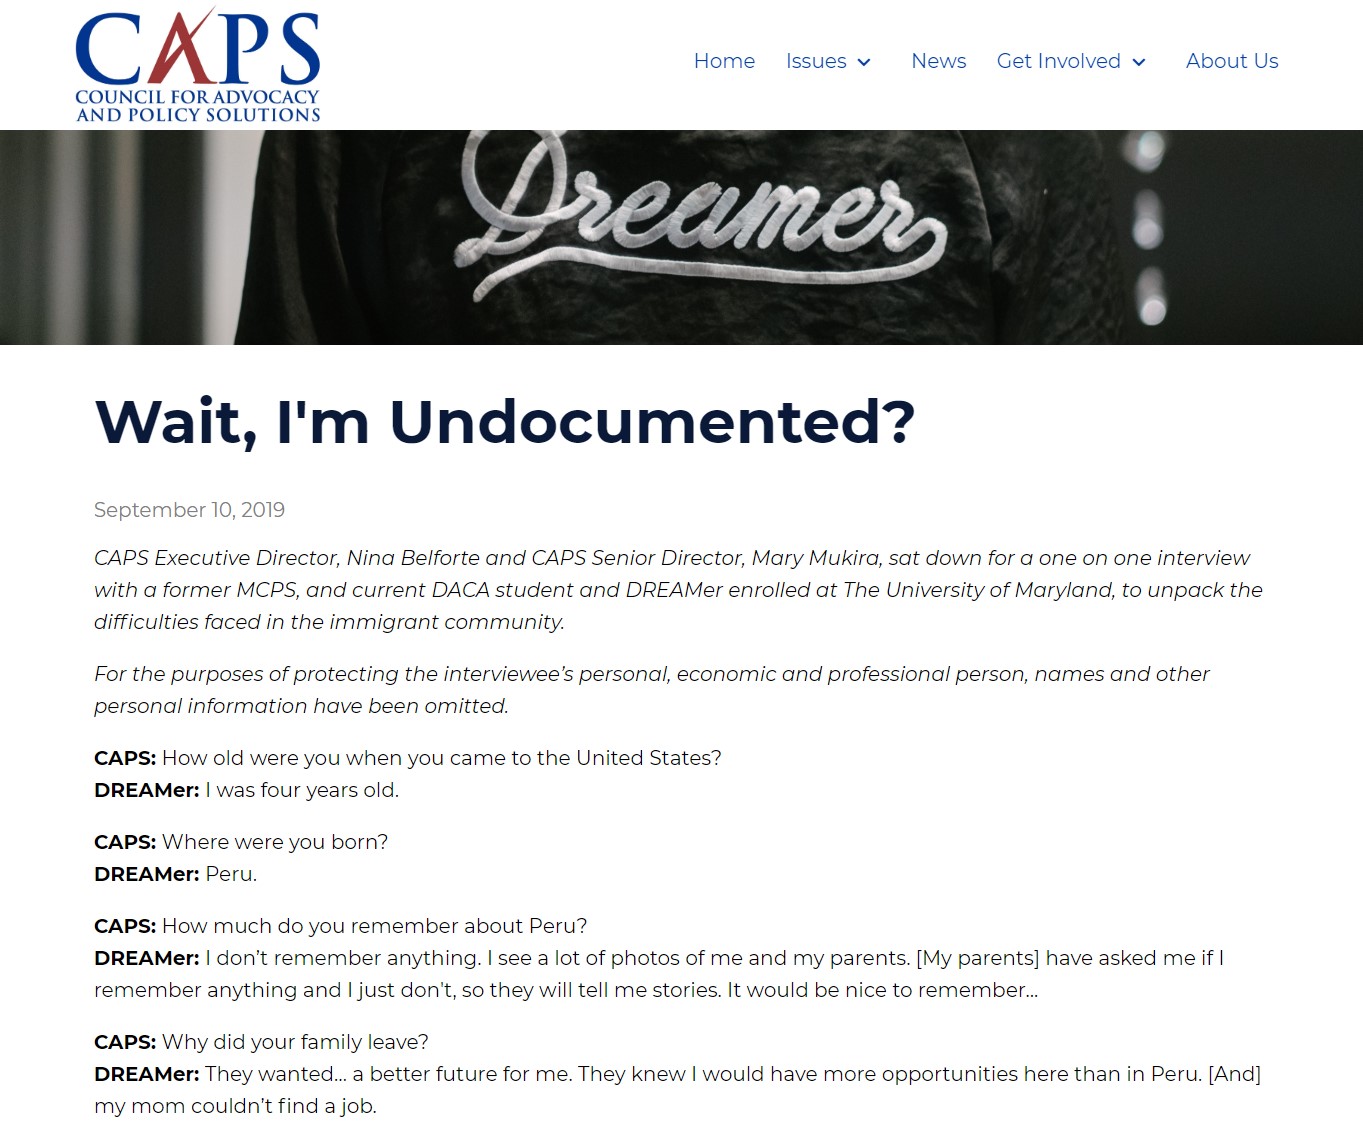 CAPS
COUNCIL FOR ADVOCACY
AND POLICY SOLUTIONS
Home Issues News Get Involved About Us
Dreamer
Wait, I'm Undocumented?
September 10, 2019
CAPS Executive Director, Nina Belforte and CAPS Senior Director, Mary Mukira, sat down for a one on one interview
with a former MCPS, and current DACA student and DREAMer enrolled at The University of Maryland, to unpack the
difficulties faced in the immigrant community.
For the purposes of protecting the interviewee’s personal, economic and professional person, names and other
personal information have been omitted.
CAPS: How old were you when you came to the United States?
DREAMer: I was four years old.
CAPS: Where were you born?
DREAMer: Peru.
CAPS: How much do you remember about Peru?
DREAMer: I don’t remember anything. I see a lot of photos of me and my parents. [My parents] have asked me if I
remember anything and I just don't, so they will tell me stories. It would be nice to remember…
CAPS: Why did your family leave?
DREAMer: They wanted… a better future for me. They knew I would have more opportunities here than in Peru. [And]
my mom couldn’t find a job.